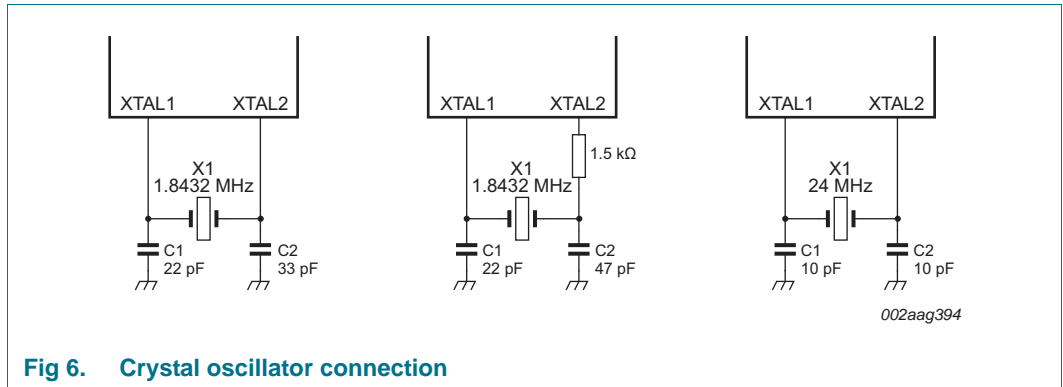 XTAL1 XTAL2
X1
1.8432 MHz
C1
22 pF
C2
33 pF
XTAL1 XTAL2
1.5 kΩ
X1
1.8432 MHz
C1
22 pF
C2
47 pF
XTAL1 XTAL2
X1
24 MHz
C1
10 pF
C2
10 pF
002aag394
Fig 6. Crystal oscillator connection